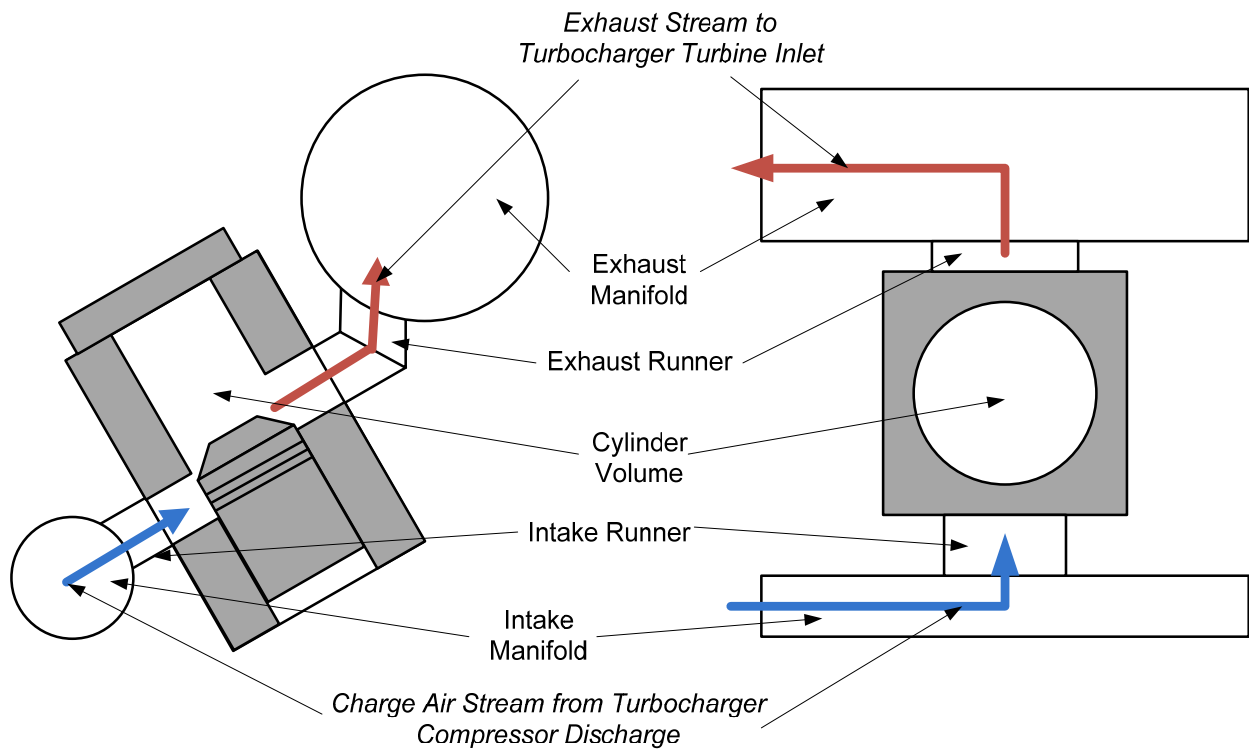 Exhaust Stream to
Turbocharger Turbine Inlet
Exhaust
Manifold
Exhaust Runner
Cylinder
Volume
Intake Runner
Intake
Manifold
Charge Air Stream from Turbocharger
Compressor Discharge